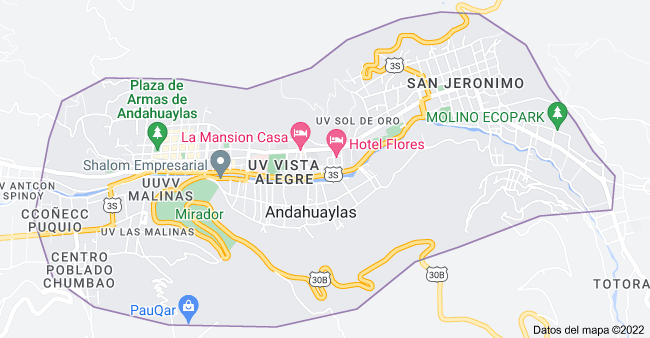 3S
SAN JERONIMO
Plaza de
Armas de
Andahuaylas
MOLINO ECOPARK
UV SOL DE ORO
La Mansion Casa
Hotel Flores
Shalom Empresarial
UV VISTA
ALEGRE
3S
UV ANTCON
SPINOY
UUVV
MALINAS
3S
CCOÑECC
PUQUIO
Mirador
Andahuaylas
UV LAS MALINAS
CENTRO
POBLADO
CHUMBAO
30B
30B
TOTORA
PauQar
Datos del mapa ©2022